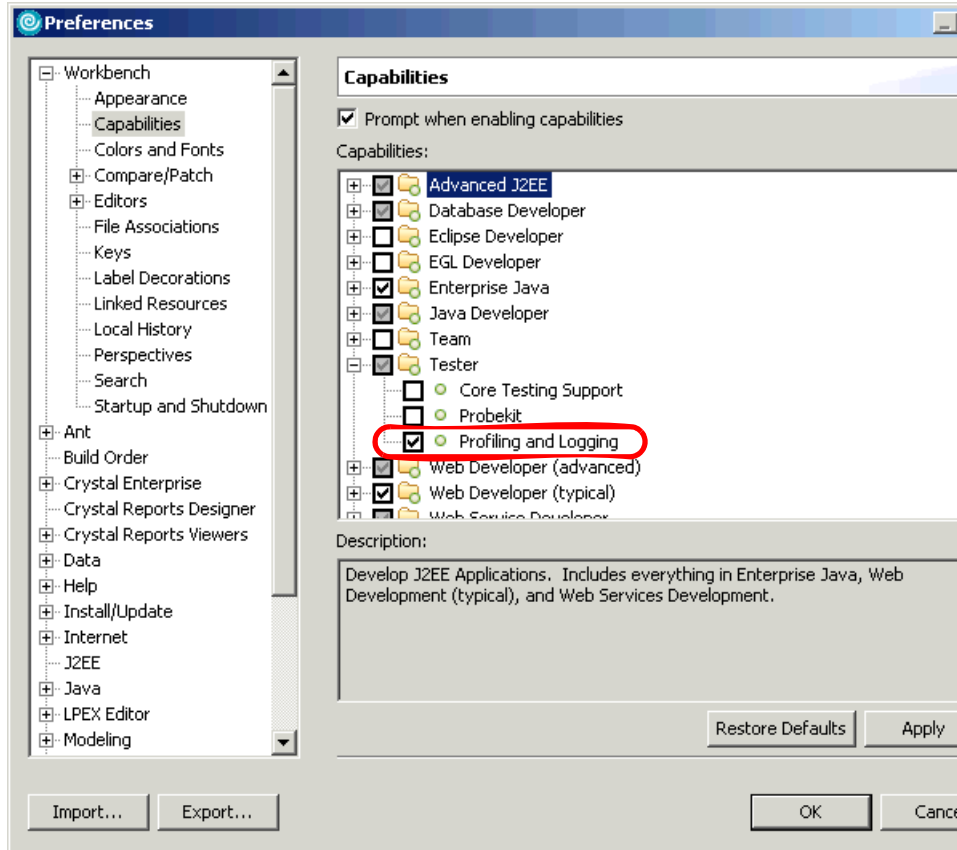 Preferences
Workbench
Appearance
Capabilities
Colors and Fonts
Compare/Patch
Editors
File Associations
Keys
Label Decorations
Linked Resources
Local History
Perspectives
Search
Startup and Shutdown
Ant
Build Order
Crystal Enterprise
Crystal Reports Designer
Crystal Reports Viewers
Data
Help
Install/Update
Internet
J2EE
Java
LPEX Editor
Modeling
Capabilities
Prompt when enabling capabilities
Capabilities:
Advanced J2EE
Database Developer
Eclipse Developer
EGL Developer
Enterprise Java
Java Developer
Team
Tester
Core Testing Support
Probekit
Profiling and Logging
Web Developer (advanced)
Web Developer (typical)
Web Service Developer
Description:
Develop J2EE Applications.  Includes everything in Enterprise Java, Web
Development (typical), and Web Services Development.
Restore Defaults
Apply
Import...
Export...
OK
Cance